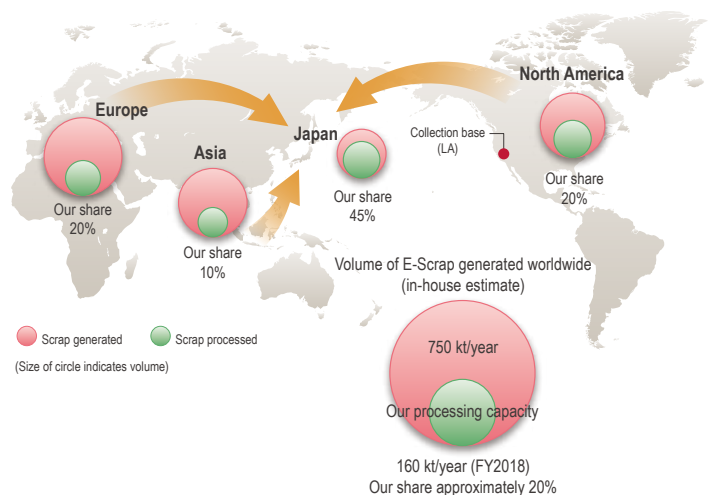 North America
Europe
Japan
Collection base
(LA)
Asia
Our share
20%
Our share
45%
Our share
20%
Our share
10%
Volume of E-Scrap generated worldwide
(in-house estimate)
Scrap generated
Scrap processed
(Size of circle indicates volume)
750 kt/year
Our processing capacity
160 kt/year (FY2018)
Our share approximately 20%